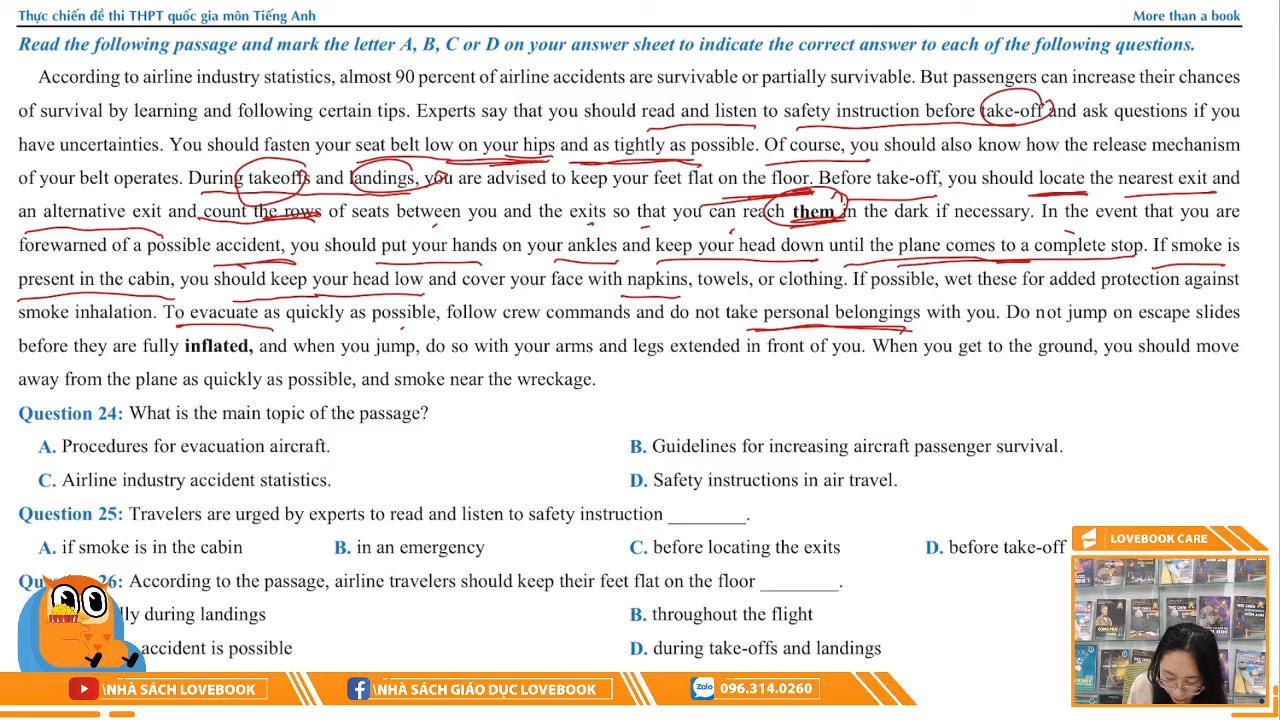 Thực chiến đề thi THPT quốc gia môn Tiếng Anh More than a book
Read the following passage and mark the letter A, B, C or D on your answer sheet to indicate the correct answer to each of the following questions.
According to airline industry statistics, almost 90 percent of airline accidents are survivable or partially survivable. But passengers can increase their chances
of survival by learning and following certain tips. Experts say that you should read and listen to safety instruction before take-off and ask questions if you
have uncertainties. You should fasten your seat belt low on your hips and as tightly as possible. Of course, you should also know how the release mechanism
of your belt operates. During takeoffs and landings, you are advised to keep your feet flat on the floor. Before take-off, you should locate the nearest exit and
an alternative exit and count the rows of seats between you and the exits so that you can reach them in the dark if necessary. In the event that you are
forewarned of a possible accident, you should put your hands on your ankles and keep your head down until the plane comes to a complete stop. If smoke is
present in the cabin, you should keep your head low and cover your face with napkins, towels, or clothing. If possible, wet these for added protection against
smoke inhalation. To evacuate as quickly as possible, follow crew commands and do not take personal belongings with you. Do not jump on escape slides
before they are fully inflated, and when you jump, do so with your arms and legs extended in front of you. When you get to the ground, you should move
away from the plane as quickly as possible, and smoke near the wreckage.
Question 24: What is the main topic of the passage?
A. Procedures for evacuation aircraft. B. Guidelines for increasing aircraft passenger survival.
C. Airline industry accident statistics. D. Safety instructions in air travel.
Question 25: Travelers are urged by experts to read and listen to safety instruction ________.
A. if smoke is in the cabin B. in an emergency C. before locating the exits D. before take-off
LOVEBOOK CARE
26: According to the passage, airline travelers should keep their feet flat on the floor ________.
during landings B. throughout the flight
accident is possible D. during take-offs and landings
NHÀ SÁCH LOVEBOOK NHÀ SÁCH GIÁO DỤC LOVEBOOK Zalo 096.314.0260